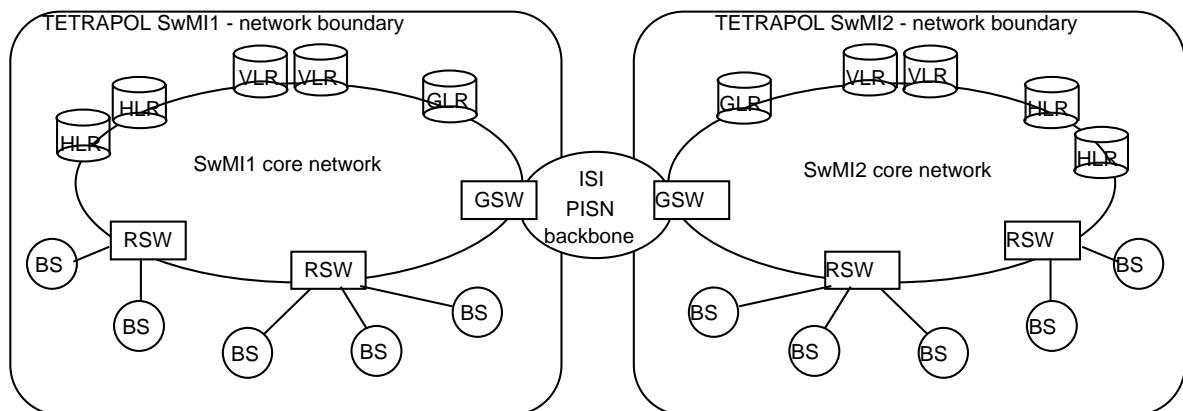 TETRAPOL SwMI1 - network boundary
VLR VLR
HLR
GLR
HLR
SwMI1 core network
GSW
RSW
RSW
BS
BS
BS
BS
BS
ISI
PISN
backbone
TETRAPOL SwMI2 - network boundary
VLR VLR
GLR
HLR
HLR
SwMI2 core network
GSW
RSW
RSW
BS
BS
BS
BS
BS